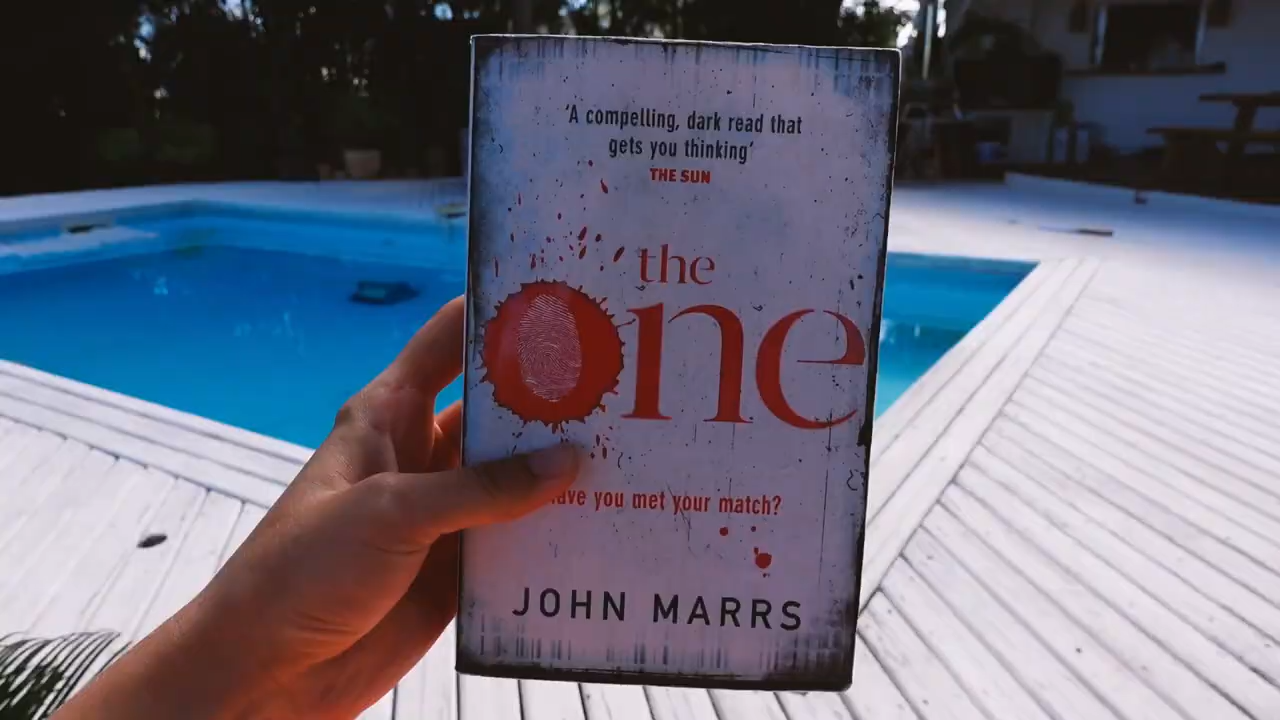 'A compelling, dark read that
gets you thinking'
THE SUN
the
one
ave you met your match?
JOHN MARRS